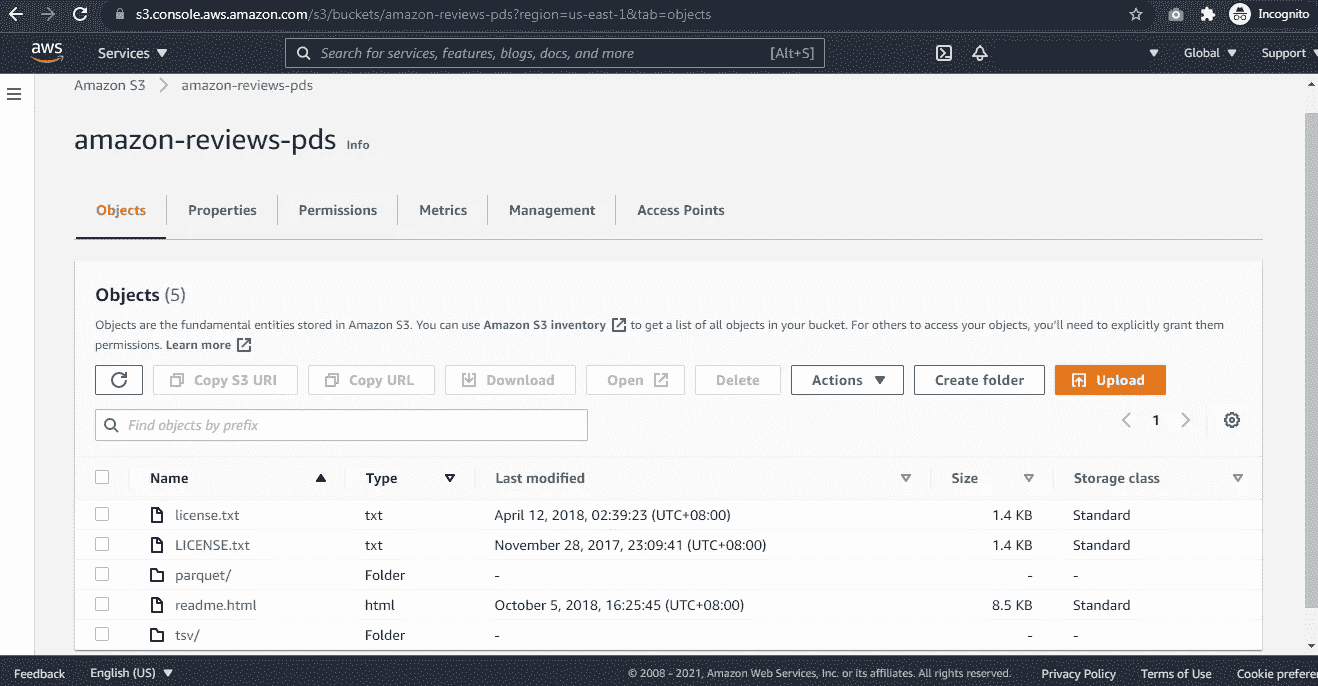 s3.console.aws.amazon.com/s3/buckets/amazon-reviews-pds?region=us-east-1&tab=objects Incognito
aws Services Search for services, features, blogs, docs, and more [Alt+S] Global Support
Amazon S3 amazon-reviews-pds
amazon-reviews-pds Info
Objects Properties Permissions Metrics Management Access Points
Objects (5)
Objects are the fundamental entities stored in Amazon S3. You can use Amazon S3 inventory to get a list of all objects in your bucket. For others to access your objects, you'll need to explicitly grant them
permissions. Learn more
Copy S3 URI Copy URL Download Open Delete Actions Create folder Upload
Find objects by prefix 1
Name Type Last modified Size Storage class
license.txt txt April 12, 2018, 02:39:23 (UTC+08:00) 1.4 KB Standard
LICENSE.txt txt November 28, 2017, 23:09:41 (UTC+08:00) 1.4 KB Standard
parquet/ Folder - - -
readme.html html October 5, 2018, 16:25:45 (UTC+08:00) 8.5 KB Standard
tsv/ Folder - - -
Feedback English (US) © 2008 - 2021, Amazon Web Services, Inc. or its affiliates. All rights reserved. Privacy Policy Terms of Use Cookie prefere